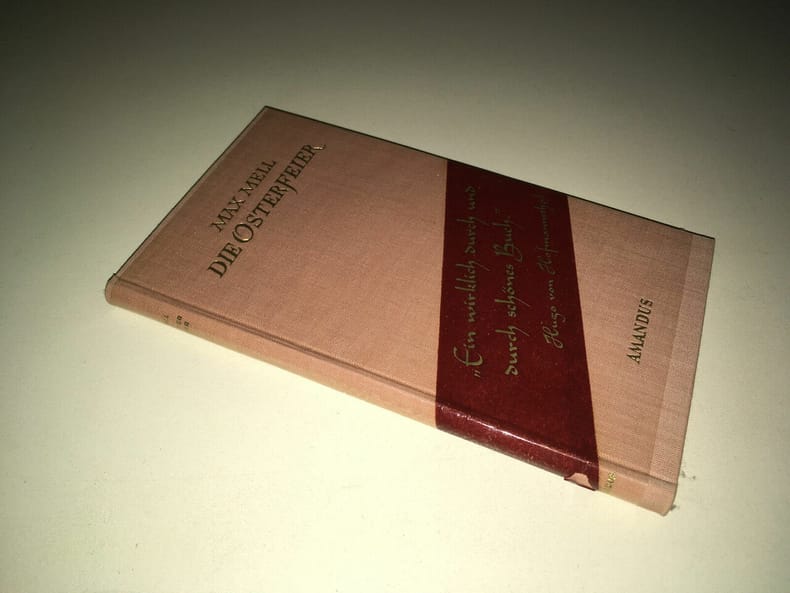 MAX MELL
DIE OSTERFEIER
„Ein wirklich durch und
durch schönes Buch"
Hugo von Hofmannsthal
AMANDUS